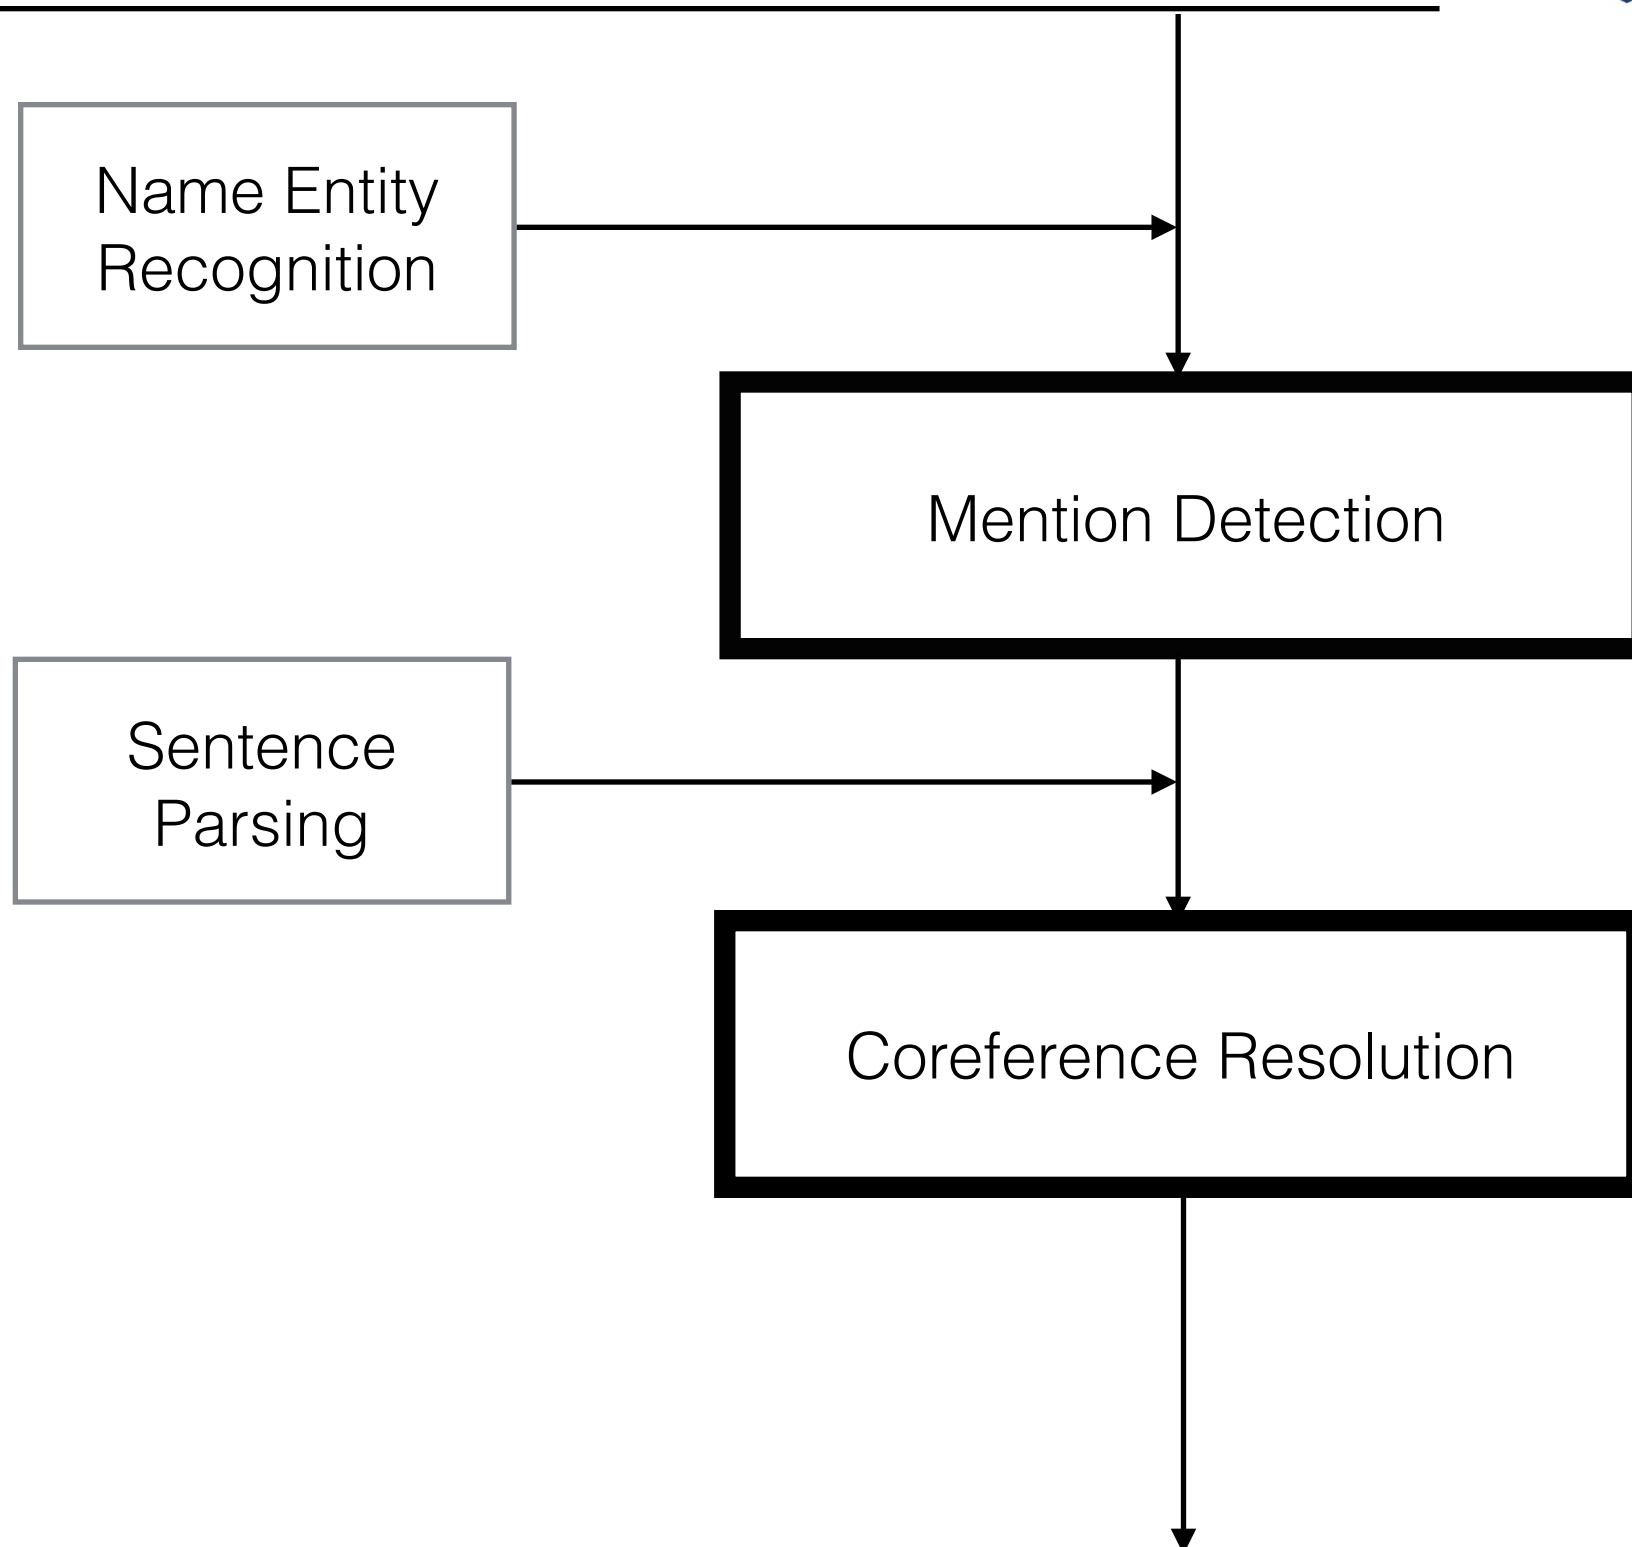 Name Entity
Recognition
Mention Detection
Sentence
Parsing
Coreference Resolution